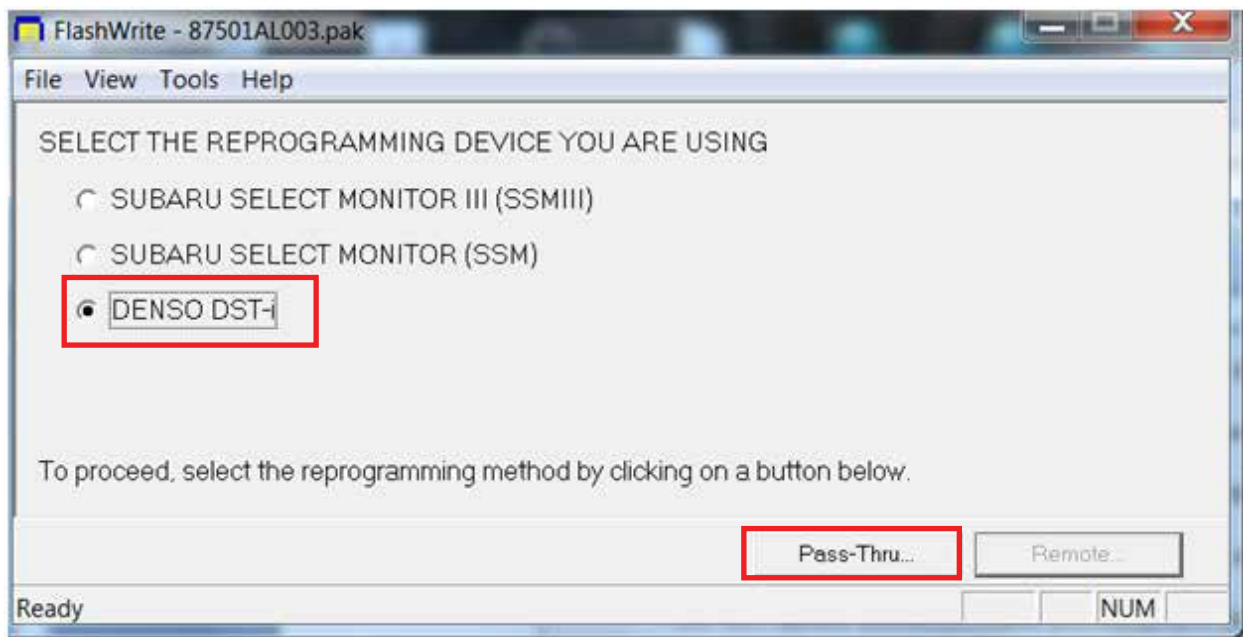 FlashWrite - 87501AL003.pak
File View Tools Help
SELECT THE REPROGRAMMING DEVICE YOU ARE USING
SUBARU SELECT MONITOR III (SSMIII)
SUBARU SELECT MONITOR (SSM)
DENSO DST-i
To proceed, select the reprogramming method by clicking on a button below.
Pass-Thru... Remote...
Ready NUM